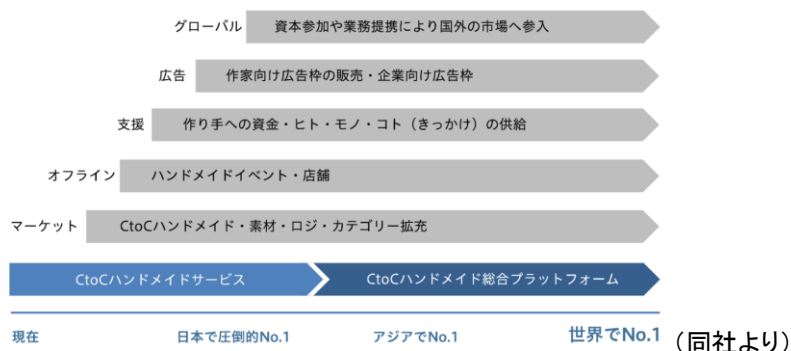 グローバル 資本参加や業務提携により国外の市場へ参入
広告 作家向け広告枠の販売・企業向け広告枠
支援 作り手への資金・ヒト・モノ・コト（きっかけ）の供給
オフライン ハンドメイドイベント・店舗
マーケット CtoCハンドメイド・素材・ロジ・カテゴリー拡充
CtoCハンドメイドサービス CtoCハンドメイド総合プラットフォーム
現在 日本で圧倒的No.1 アジアでNo.1 世界でNo.1 （同社より）